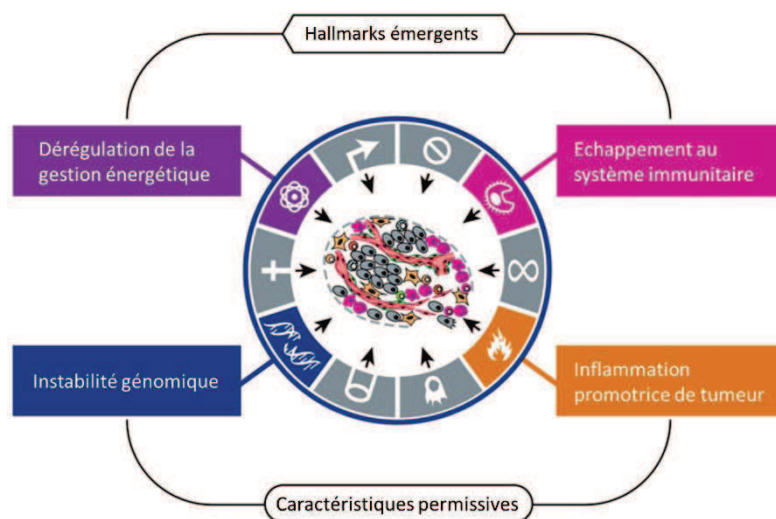 Hallmarks émergents
Dérégulation de la
gestion énergétique
Echappement au
système immunitaire
Instabilité génomique
Inflammation
promotrice de tumeur
Caractéristiques permissives